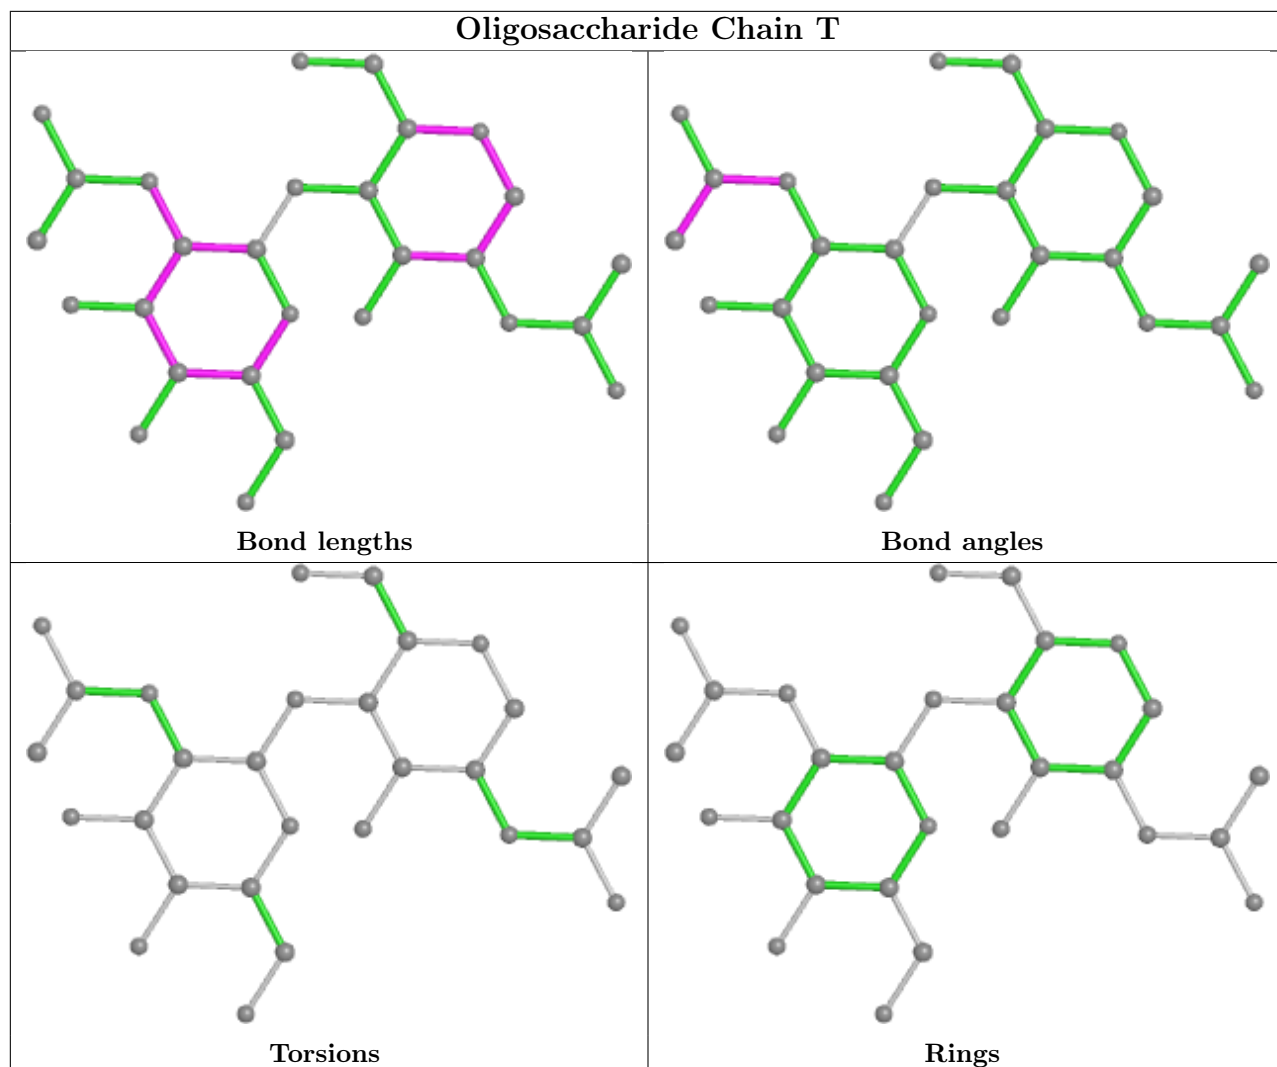 Oligosaccharide Chain T
Bond lengths
Bond angles
Torsions
Rings